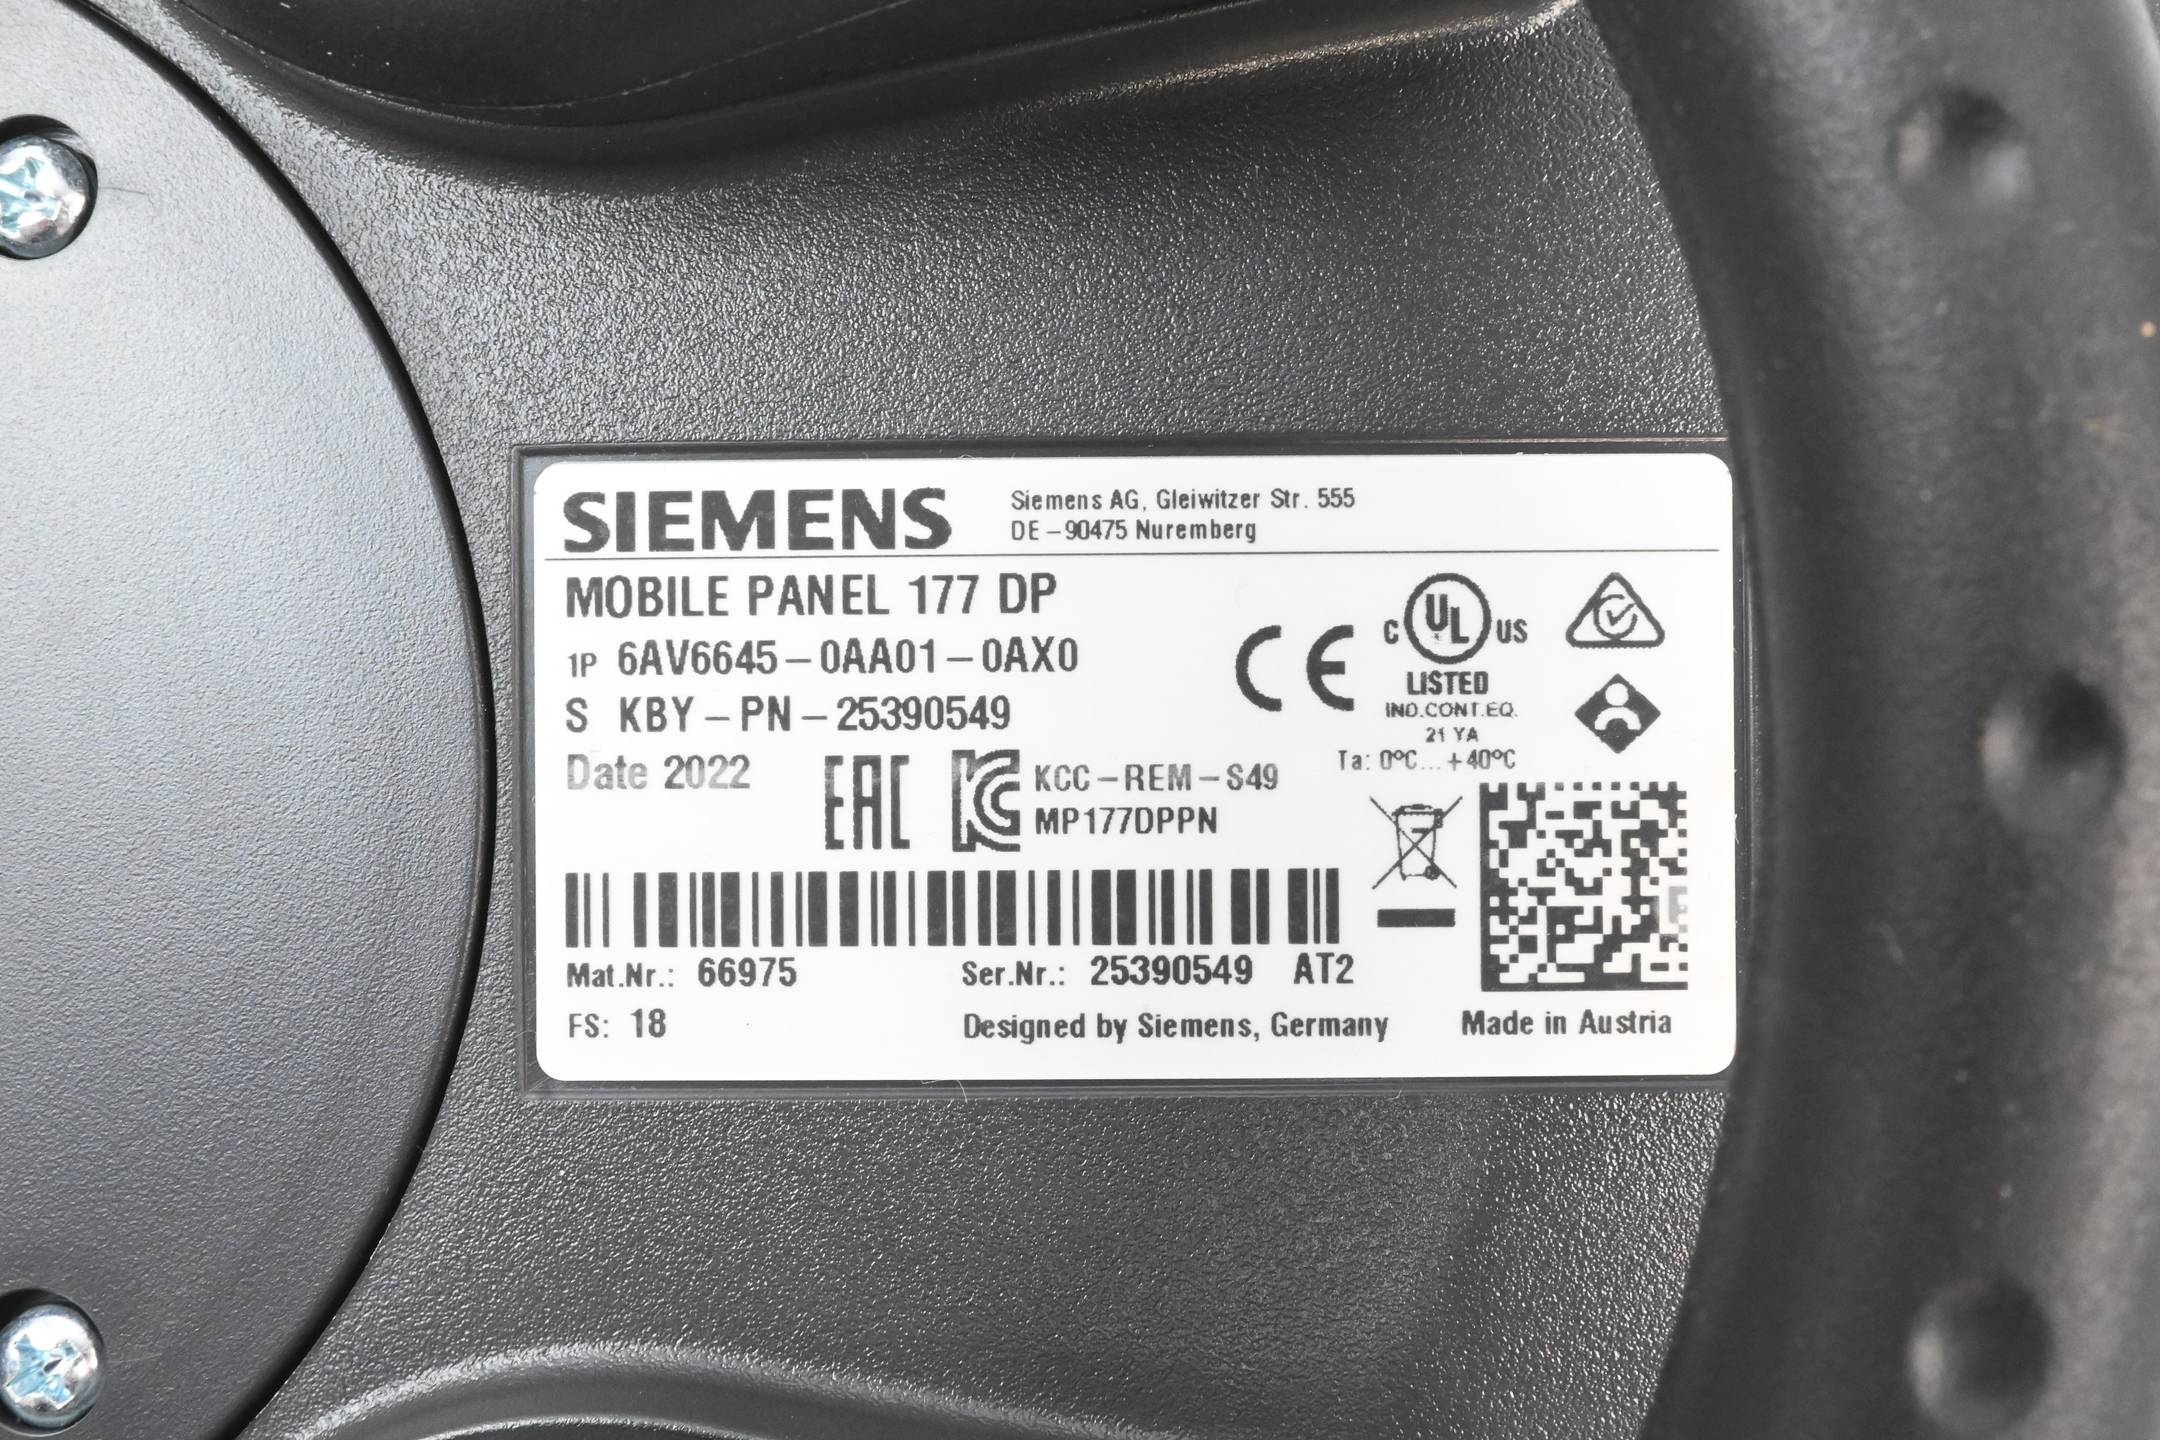 SIEMENS
Siemens AG, Gleiwitzer Str. 555
DE-90475 Nuremberg
MOBILE PANEL 177 DP
1P 6AV6645-0AA01-0AX0
S KBY-PN-25390549
Date 2022
EAC
KCC-REM-S49
MP177DPPN
CE
C UL US
LISTED
IND.CONT.EQ.
21 YA
Ta: 0°C...+40°C
Mat.Nr.: 66975
Ser.Nr.: 25390549 AT2
FS: 18
Designed by Siemens, Germany
Made in Austria